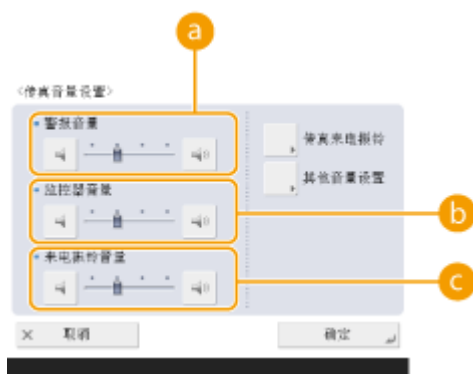 a
<传真音量设置>
警报音量
传真来电振铃
其他音量设置
监控器音量
b
来电振铃音量
c
× 取消
确定